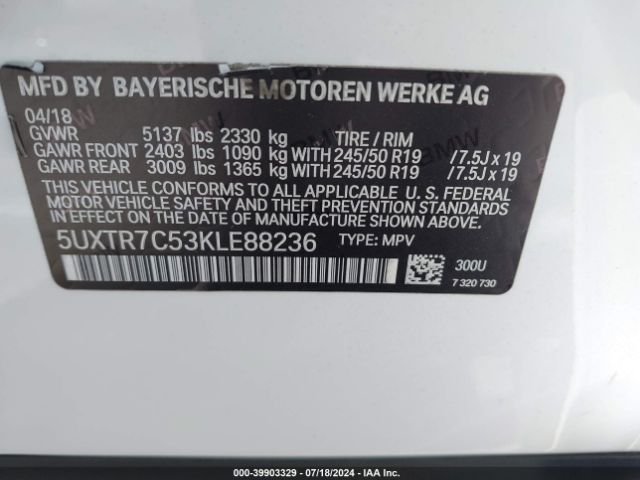 MFD BY BAYERISCHE MOTOREN WERKE AG
04/18
GVWR 5137 lbs 2330 kg TIRE / RIM
GAWR FRONT 2403 lbs 1090 kg WITH 245/50 R19 /7.5J x 19
GAWR REAR 3009 lbs 1365 kg WITH 245/50 R19 /7.5J x 19
THIS VEHICLE CONFORMS TO ALL APPLICABLE U. S. FEDERAL
MOTOR VEHICLE SAFETY, BUMPER AND THEFT PREVENTION
STANDARDS IN EFFECT ON THE DATE OF MANUFACTURE SHOWN ABOVE.
5UXTR7C53KLE88236 TYPE: MPV
300U
7 320 730
000-39903329 - 07/18/2024 - IAAI.COM